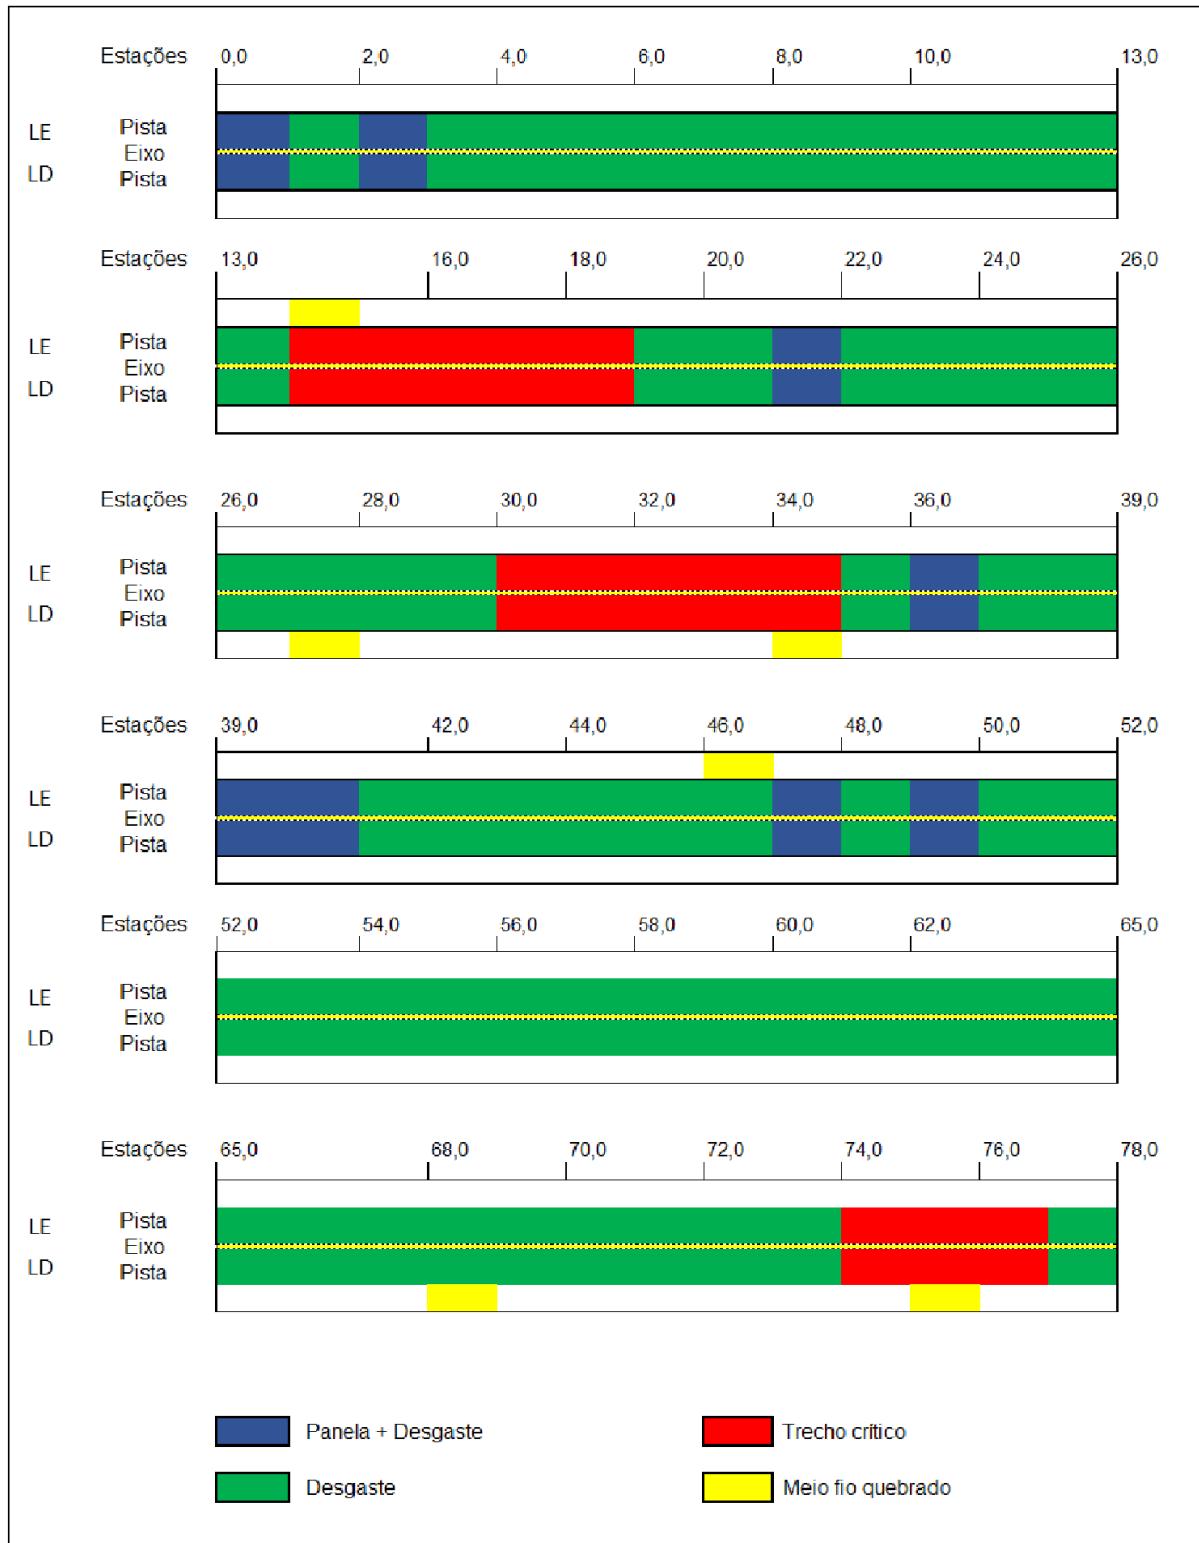 Estações 0,0 2,0 4,0 6,0 8,0 10,0 13,0
LE Pista
Eixo
LD Pista
Estações 13,0 16,0 18,0 20,0 22,0 24,0 26,0
LE Pista
Eixo
LD Pista
Estações 26,0 28,0 30,0 32,0 34,0 36,0 39,0
LE Pista
Eixo
LD Pista
Estações 39,0 42,0 44,0 46,0 48,0 50,0 52,0
LE Pista
Eixo
LD Pista
Estações 52,0 54,0 56,0 58,0 60,0 62,0 65,0
LE Pista
Eixo
LD Pista
Estações 65,0 68,0 70,0 72,0 74,0 76,0 78,0
LE Pista
Eixo
LD Pista
Panela + Desgaste Trecho crítico
Desgaste Meio fio quebrado